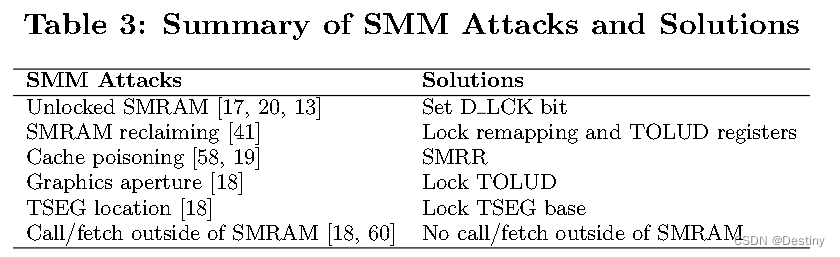 Table 3: Summary of SMM Attacks and Solutions
SMM Attacks Solutions
Unlocked SMRAM [17, 20, 13] Set D_LCK bit
SMRAM reclaiming [41] Lock remapping and TOLUD registers
Cache poisoning [58, 19] SMRR
Graphics aperture [18] Lock TOLUD
TSEG location [18] Lock TSEG base
Call/fetch outside of SMRAM [18, 60] No call/fetch outside of SMRAM
CSDN @Destiny